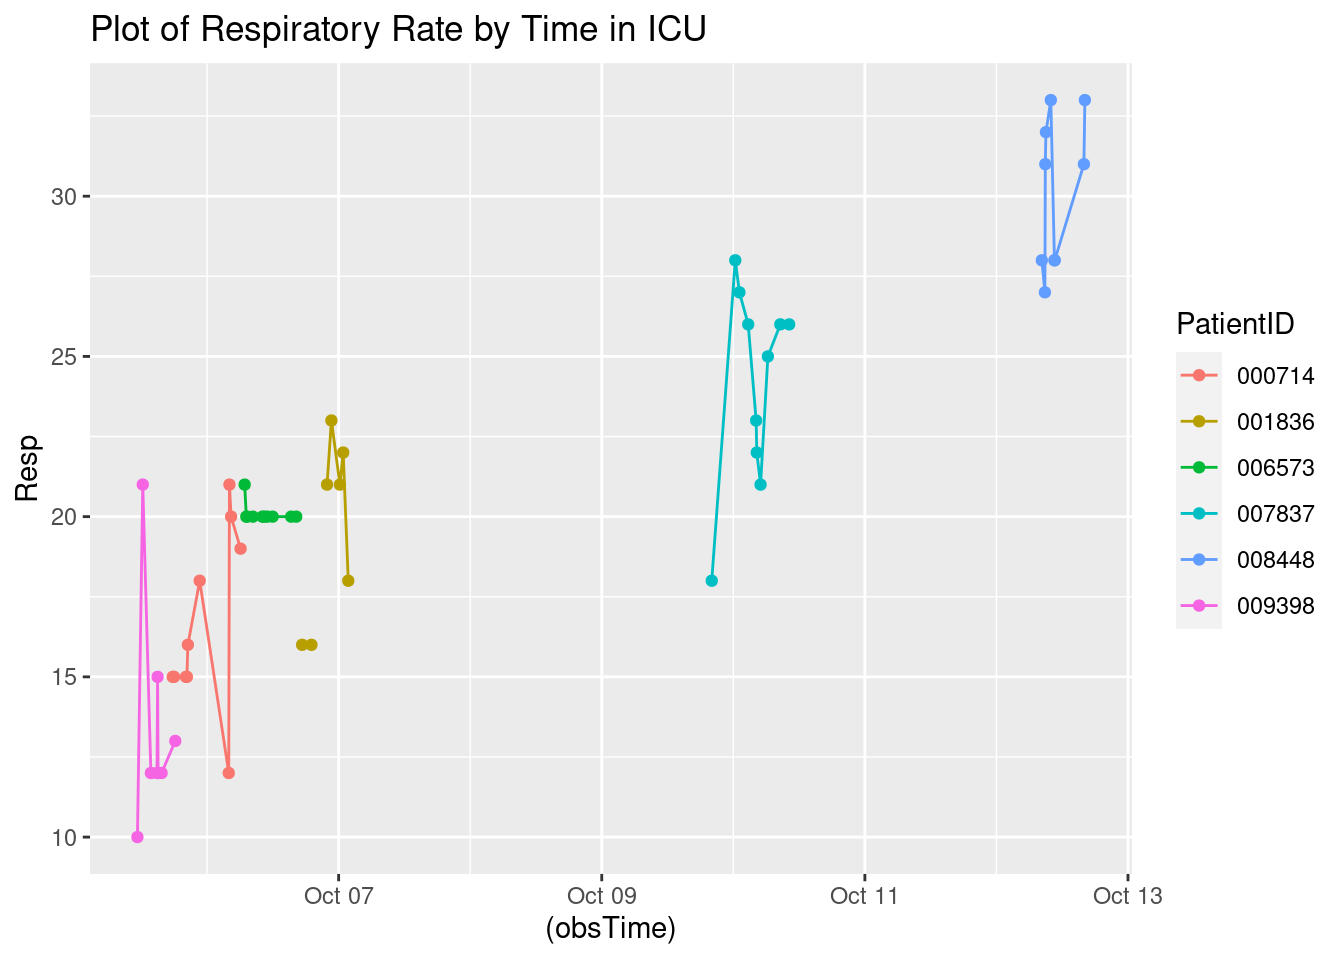 Plot of Respiratory Rate by Time in ICU
Resp
30
25
20
15
10
Oct 07
Oct 09
Oct 11
Oct 13
(obsTime)
PatientID
000714
001836
006573
007837
008448
009398